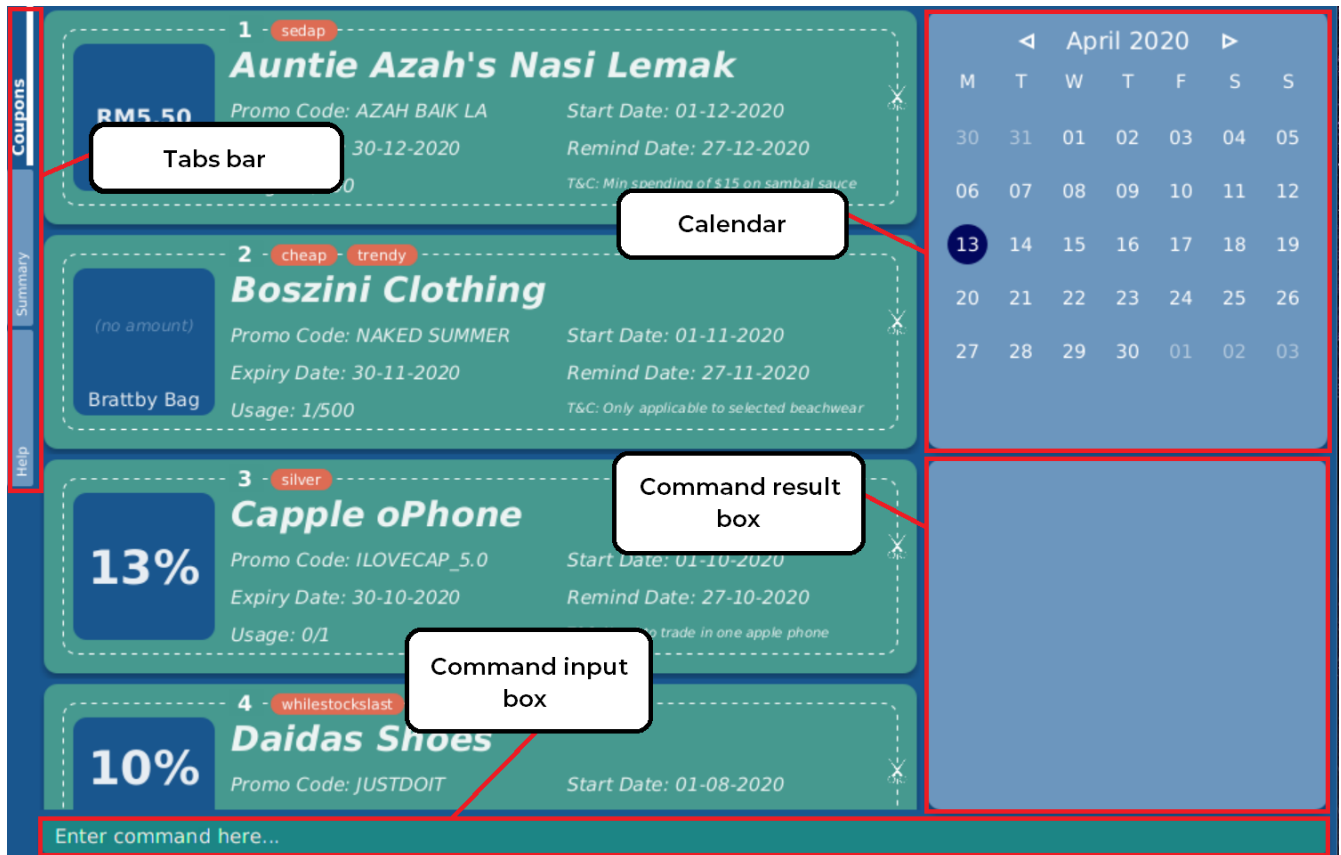 Coupons
Summary
Help
1 - sedap
Auntie Azah's Nasi Lemak
RM5.50
Promo Code: AZAH BAIK LA
Start Date: 01-12-2020
30-12-2020
Remind Date: 27-12-2020
T&C: Min spending of $15 on sambal sauce
Tabs bar
Calendar
2 - cheap - trendy
Boszini Clothing
(no amount)
Brattby Bag
Promo Code: NAKED SUMMER
Start Date: 01-11-2020
Expiry Date: 30-11-2020
Remind Date: 27-11-2020
Usage: 1/500
T&C: Only applicable to selected beachwear
3 - silver
Capple oPhone
13%
Promo Code: ILOVECAP_5.0
Start Date: 01-10-2020
Expiry Date: 30-10-2020
Remind Date: 27-10-2020
Usage: 0/1
to trade in one apple phone
Command result
box
Command input
box
4 - whilestockslast
Daidas Shoes
10%
Promo Code: JUSTDOIT
Start Date: 01-08-2020
Enter command here...
April 2020
M T W T F S S
30 31 01 02 03 04 05
06 07 08 09 10 11 12
13 14 15 16 17 18 19
20 21 22 23 24 25 26
27 28 29 30 01 02 03